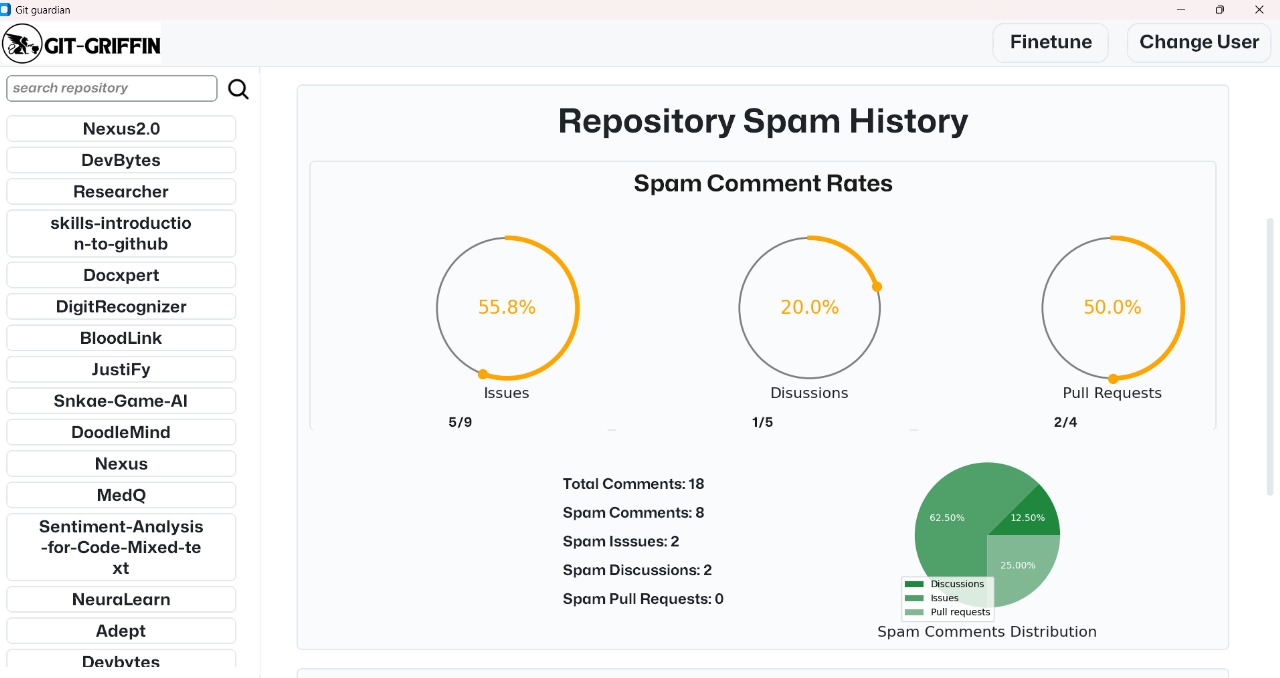 Git guardian
GIT-GRIFFIN
Finetune
Change User
search repository
Nexus2.0
DevBytes
Researcher
skills-introductio
n-to-github
Docxpert
DigitRecognizer
BloodLink
JustiFy
Snkae-Game-AI
DoodleMind
Nexus
MedQ
Sentiment-Analysis
-for-Code-Mixed-te
xt
NeuraLearn
Adept
Devbytes
Repository Spam History
Spam Comment Rates
55.8%
20.0%
50.0%
Issues
Disussions
Pull Requests
5/9
1/5
2/4
Total Comments: 18
Spam Comments: 8
Spam Isssues: 2
Spam Discussions: 2
Spam Pull Requests: 0
62.50%
12.50%
25.00%
Discussions
Issues
Pull requests
Spam Comments Distribution